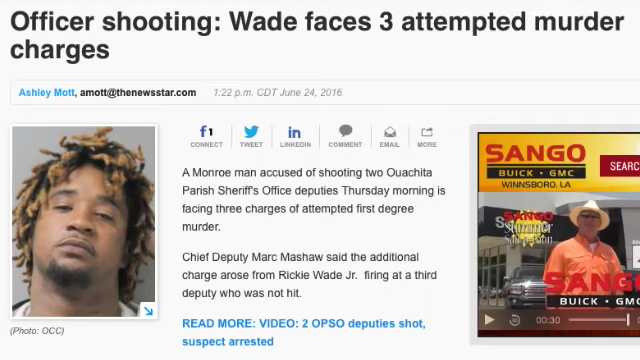 Officer shooting: Wade faces 3 attempted murder
charges
Ashley Mott, amott@thenewsstar.com 1:22 p.m. CDT June 24, 2016
1
CONNECT TWEET LINKEDIN COMMENT EMAIL MORE
A Monroe man accused of shooting two Ouachita
Parish Sheriff's Office deputies Thursday morning is
facing three charges of attempted first degree
murder.
Chief Deputy Marc Mashaw said the additional
charge arose from Rickie Wade Jr. firing at a third
deputy who was not hit.
READ MORE: VIDEO: 2 OPSO deputies shot,
suspect arrested
(Photo: OCC)
SANGO
BUICK • GMC
WINNSBORO, LA
SEARC
SANGO
Summer
SANGO
BUICK • GMC
00:30